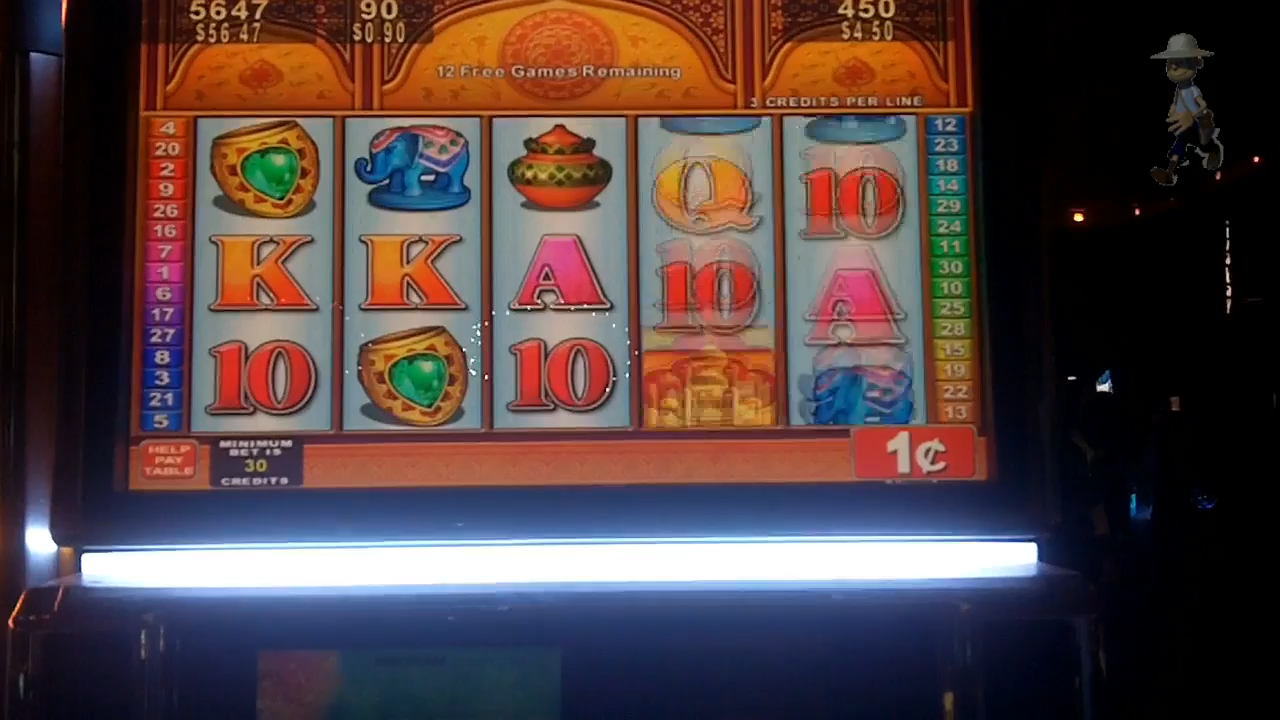 5647 90 450
$56.47 $0.90 $4.50
12 Free Games Remaining
3 CREDITS PER LINE
4 12
20 23
2 18
9 14
26 29
16 24
7 11
1 30
6 10
17 25
27 28
8 15
3 19
21 22
5 13
Q 10
K K A 10 A
10 10
HELP
PAY
TABLE
MINIMUM
BET IS
30
CREDITS
1¢